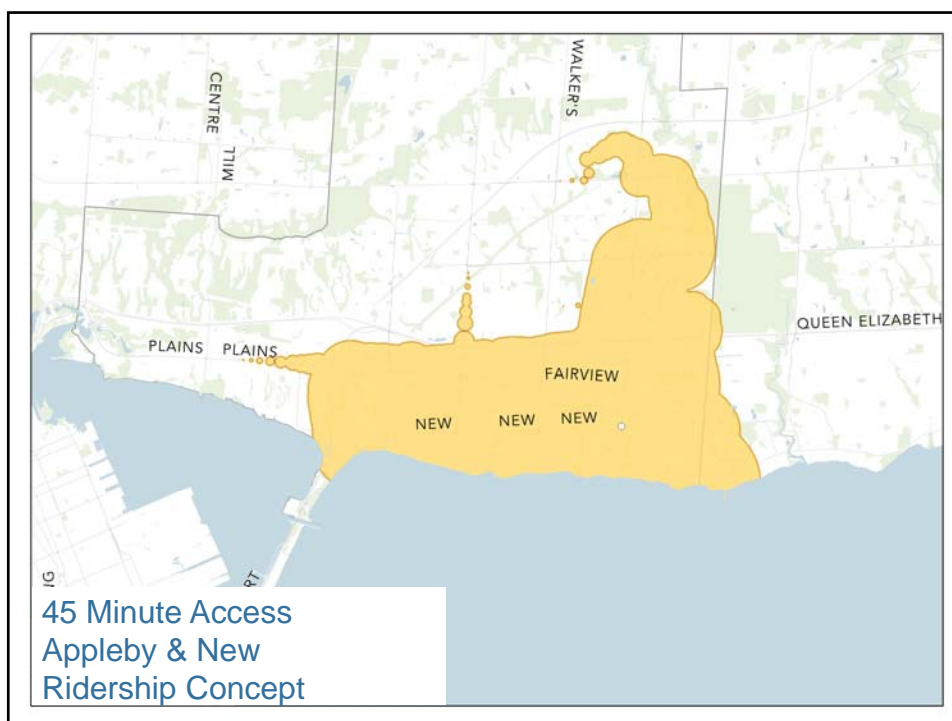 WALKER'S
CENTRE
MILL
QUEEN ELIZABETH
PLAINS PLAINS
FAIRVIEW
NEW NEW NEW
45 Minute Access
Appleby & New
Ridership Concept